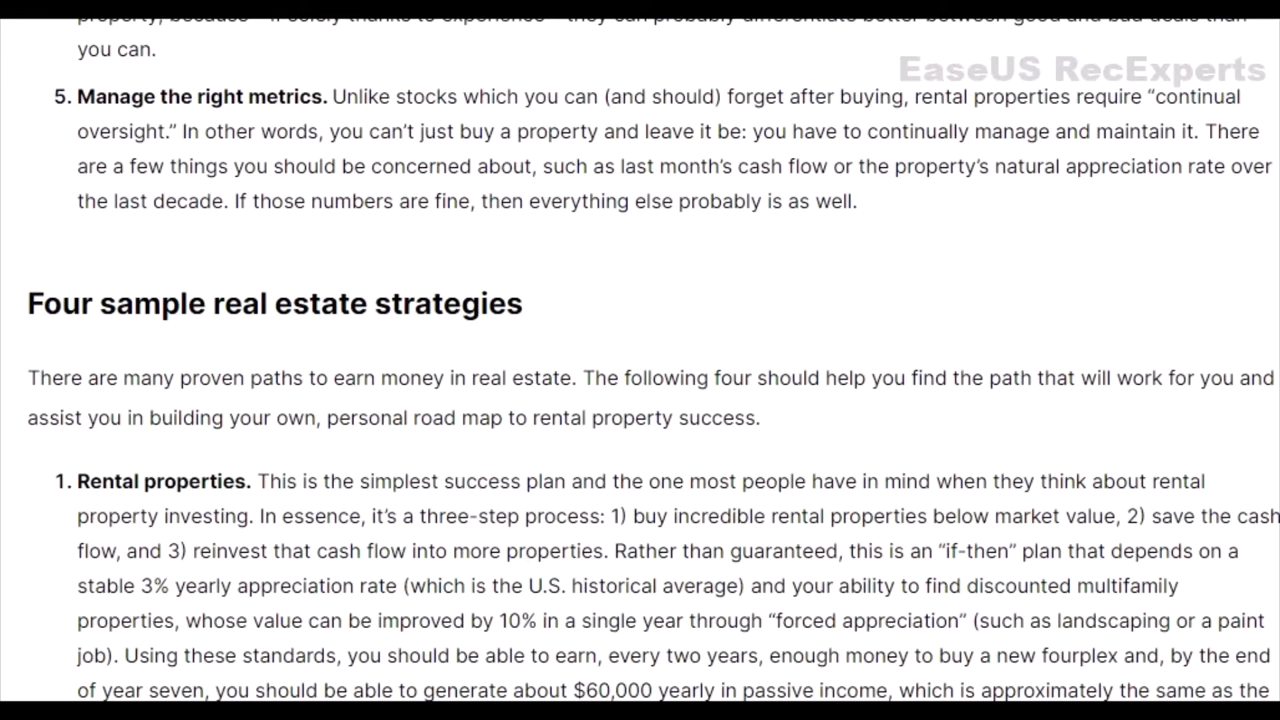 you can.
EaseUS RecExperts
5. Manage the right metrics. Unlike stocks which you can (and should) forget after buying, rental properties require “continual
oversight.” In other words, you can’t just buy a property and leave it be: you have to continually manage and maintain it. There
are a few things you should be concerned about, such as last month’s cash flow or the property’s natural appreciation rate over
the last decade. If those numbers are fine, then everything else probably is as well.
Four sample real estate strategies
There are many proven paths to earn money in real estate. The following four should help you find the path that will work for you and
assist you in building your own, personal road map to rental property success.
1. Rental properties. This is the simplest success plan and the one most people have in mind when they think about rental
property investing. In essence, it’s a three-step process: 1) buy incredible rental properties below market value, 2) save the cash
flow, and 3) reinvest that cash flow into more properties. Rather than guaranteed, this is an “if-then” plan that depends on a
stable 3% yearly appreciation rate (which is the U.S. historical average) and your ability to find discounted multifamily
properties, whose value can be improved by 10% in a single year through “forced appreciation” (such as landscaping or a paint
job). Using these standards, you should be able to earn, every two years, enough money to buy a new fourplex and, by the end
of year seven, you should be able to generate about $60,000 yearly in passive income, which is approximately the same as the